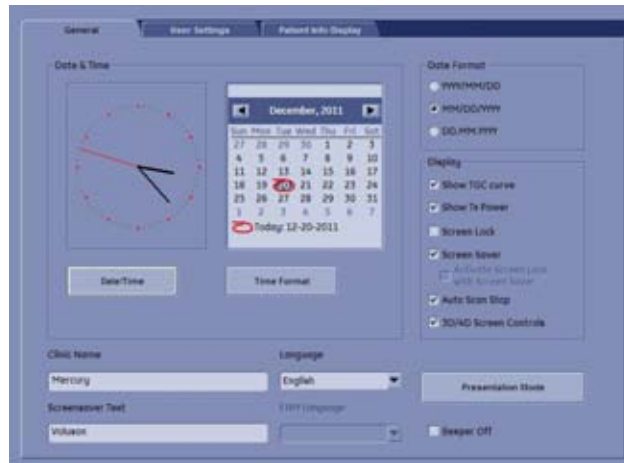 General
User Settings
Patient Info Display
Date & Time
December, 2011
Sun Mon Tue Wed Thu Fri Sat
27 28 29 30 1 2 3
4 5 6 7 8 9 10
11 12 13 14 15 16 17
18 19 20 21 22 23 24
25 26 27 28 29 30 31
1 2 3 4 5 6 7
Today: 12-20-2011
Date/Time
Time Format
Date Format
YYYY/MM/DD
MM/DD/YYYY
DD.MM.YYYY
Display
Show TGC curve
Show Tx Power
Screen Lock
Screen Saver
Activate Screen Lock
with Screen Saver
Auto Scan Stop
3D/4D Screen Controls
Clinic Name
Mercury
Language
English
Presentation Mode
Screensaver Text
Voluson
Language
Beeper Off